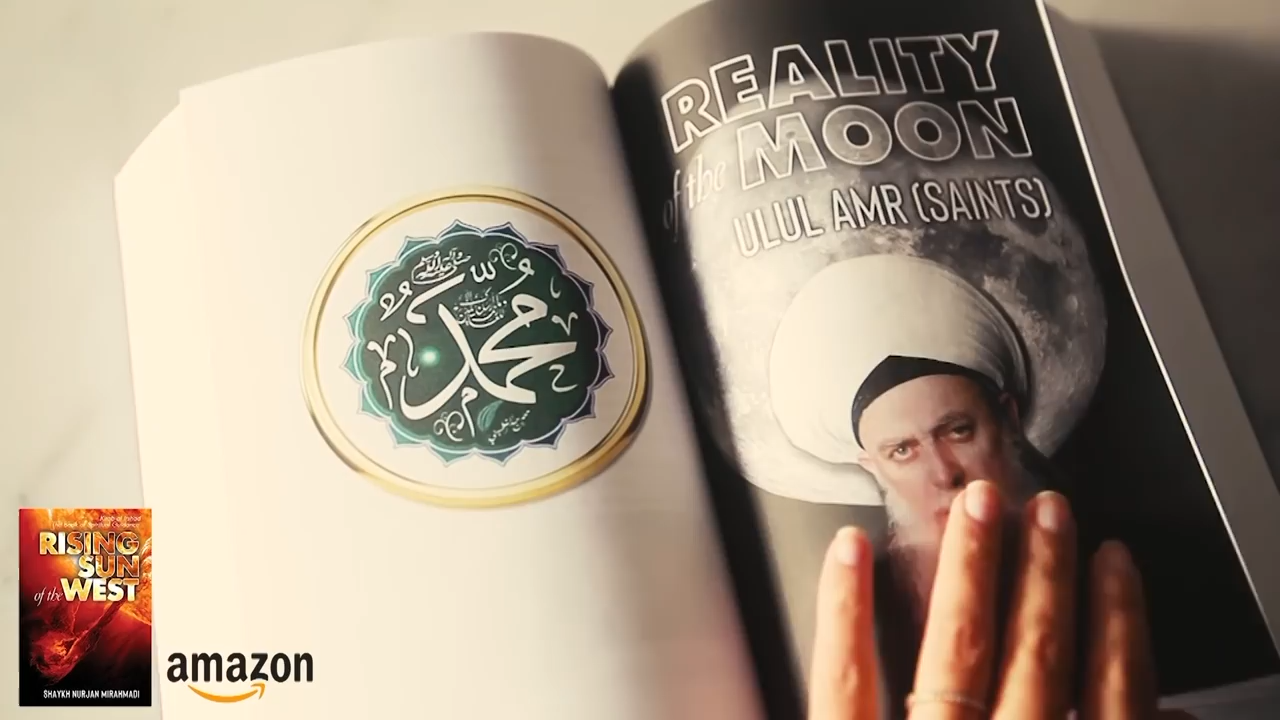 محمد
REALITY
of the MOON
ULUL AMR (SAINTS)
RISING
SUN
of the WEST
SHAYKH NURJAN MIRAHMADI
amazon